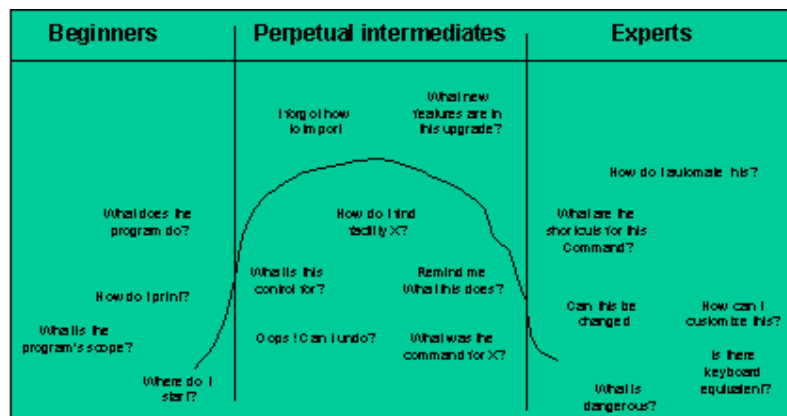 Beginners
Perpetual intermediates
Experts
What does the
program do?
How do I print?
What is the
program's scope?
Where do I
start?
I forgot how
to import
What new
features are in
this upgrade?
How do I find
facility X?
What is this
control for?
Remind me
What this does?
Oops! Can I undo?
What was the
command for X?
How do I automate this?
What are the
shortcuts for this
Command?
Can this be
changed
How can I
customize this?
Is there
keyboard
equivalent?
What is
dangerous?